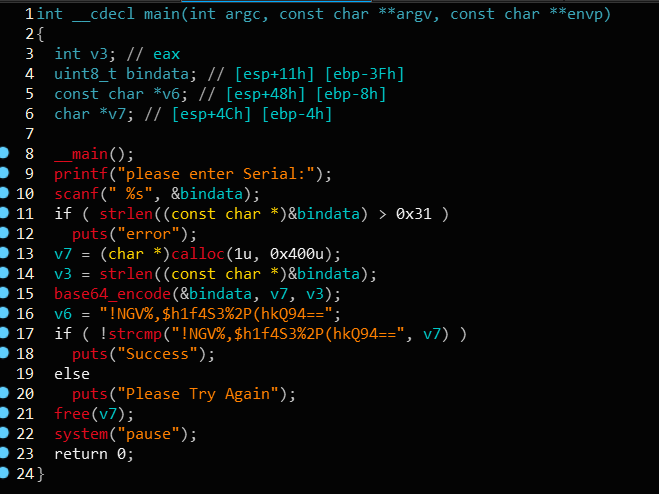 1 int __cdecl main(int argc, const char **argv, const char **envp)
2 {
3 int v3; // eax
4 uint8_t bindata; // [esp+11h] [ebp-3Fh]
5 const char *v6; // [esp+48h] [ebp-8h]
6 char *v7; // [esp+4Ch] [ebp-4h]
7
8 __main();
9 printf("please enter Serial:");
10 scanf(" %s", &bindata);
11 if ( strlen((const char *)&bindata) > 0x31 )
12 puts("error");
13 v7 = (char *)calloc(1u, 0x400u);
14 v3 = strlen((const char *)&bindata);
15 base64_encode(&bindata, v7, v3);
16 v6 = "!NGV%,$h1f4S3%2P(hkQ94==";
17 if ( !strcmp("!NGV%,$h1f4S3%2P(hkQ94==", v7) )
18 puts("Success");
19 else
20 puts("Please Try Again");
21 free(v7);
22 system("pause");
23 return 0;
24 }